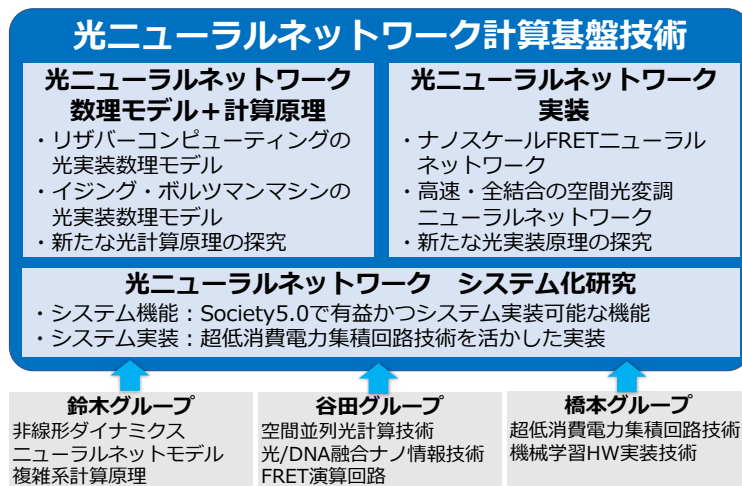 光ニューラルネットワーク計算基盤技術
光ニューラルネットワーク
数理モデル＋計算原理
・リザバーコンピューティングの
光実装数理モデル
・イジング・ボルツマンマシンの
光実装数理モデル
・新たな光計算原理の探究
光ニューラルネットワーク
実装
・ナノスケールFRETニューラル
ネットワーク
・高速・全結合の空間光変調
ニューラルネットワーク
・新たな光実装原理の探究
光ニューラルネットワーク　システム化研究
・システム機能：Society5.0で有益かつシステム実装可能な機能
・システム実装：超低消費電力集積回路技術を活かした実装
鈴木グループ
非線形ダイナミクス
ニューラルネットモデル
複雑系計算原理
谷田グループ
空間並列光計算技術
光/DNA融合ナノ情報技術
FRET演算回路
橋本グループ
超低消費電力集積回路技術
機械学習HW実装技術